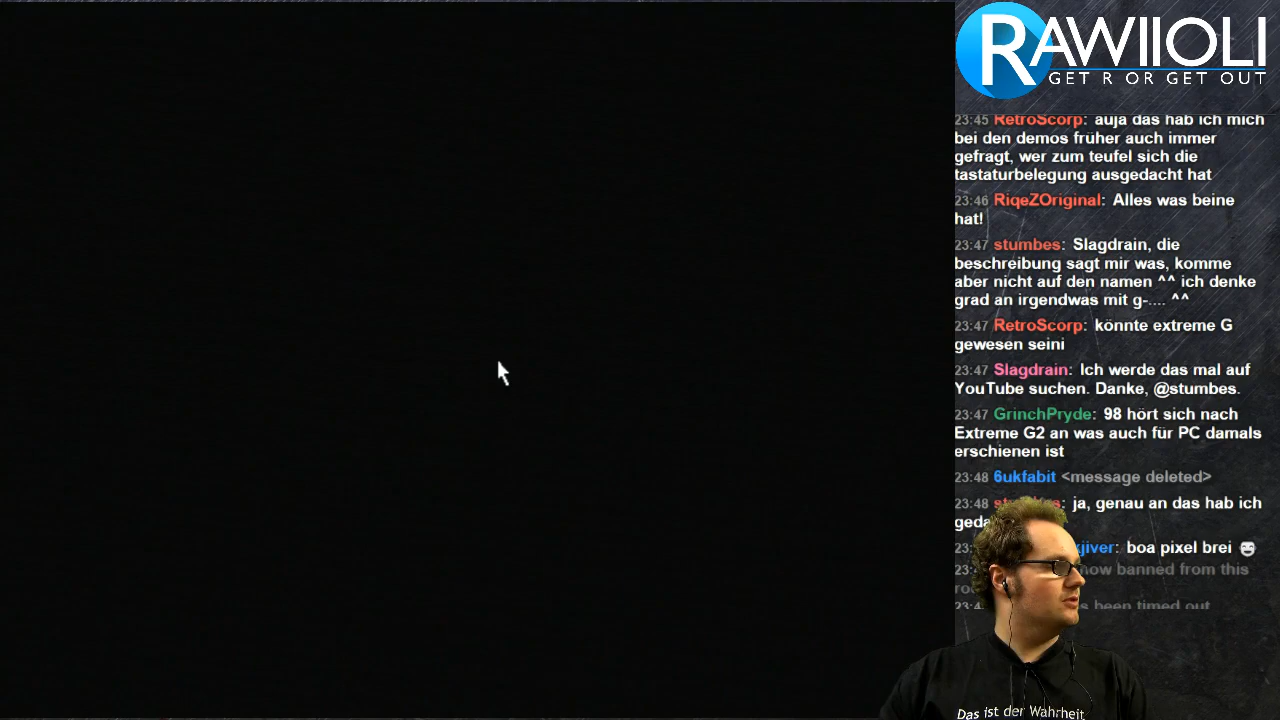 RAWIIOLI
GET R OR GET OUT
23:45 RetroScorp: auja das hab ich mich
bei den demos früher auch immer
gefragt, wer zum teufel sich die
tastaturbelegung ausgedacht hat
23:46 RiqeZOriginal: Alles was beine
hat!
23:47 stumbes: Slagdrain, die
beschreibung sagt mir was, komme
aber nicht auf den namen ^^ ich denke
grad an irgendwas mit g-.... ^^
23:47 RetroScorp: könnte extreme G
gewesen seini
23:47 Slagdrain: Ich werde das mal auf
YouTube suchen. Danke, @stumbes.
23:47 GrinchPryde: 98 hört sich nach
Extreme G2 an was auch für PC damals
erschienen ist
23:48 6ukfabit <message deleted>
23:48 : ja, genau an das hab ich
kjiver: boa pixel brei
now banned from this
been timed out
Das ist der Wahrheit